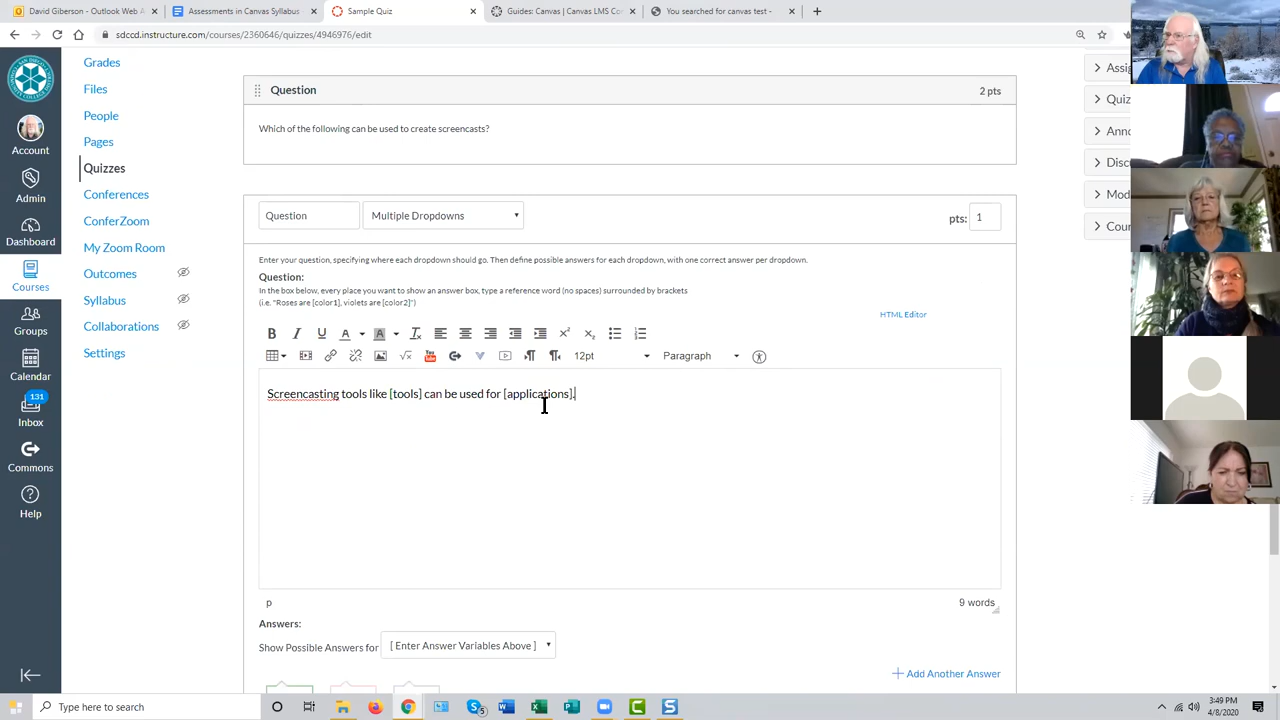 David Giberson - Outlook Web A
Assessments in Canvas Syllabus
Sample Quiz
Guides: Canvas | Canvas LMS Co
You searched for canvas test -
sdccd.instructure.com/courses/2360646/quizzes/4946976/edit
Account
Admin
Dashboard
Courses
Groups
Calendar
131
Inbox
Commons
Help
Grades
Files
People
Pages
Quizzes
Conferences
ConferZoom
My Zoom Room
Outcomes
Syllabus
Collaborations
Settings
Question
2 pts
Which of the following can be used to create screencasts?
Question
Multiple Dropdowns
pts: 1
Enter your question, specifying where each dropdown should go. Then define possible answers for each dropdown, with one correct answer per dropdown.
Question:
In the box below, every place you want to show an answer box, type a reference word (no spaces) surrounded by brackets
(i.e. "Roses are [color1], violets are [color2]")
HTML Editor
12pt
Paragraph
Screencasting tools like [tools] can be used for [applications].
p
9 words
Answers:
Show Possible Answers for [ Enter Answer Variables Above ]
Add Another Answer
Assig
Quiz
Anno
Discu
Mod
Cour
Type here to search
3:49 PM
4/8/2020